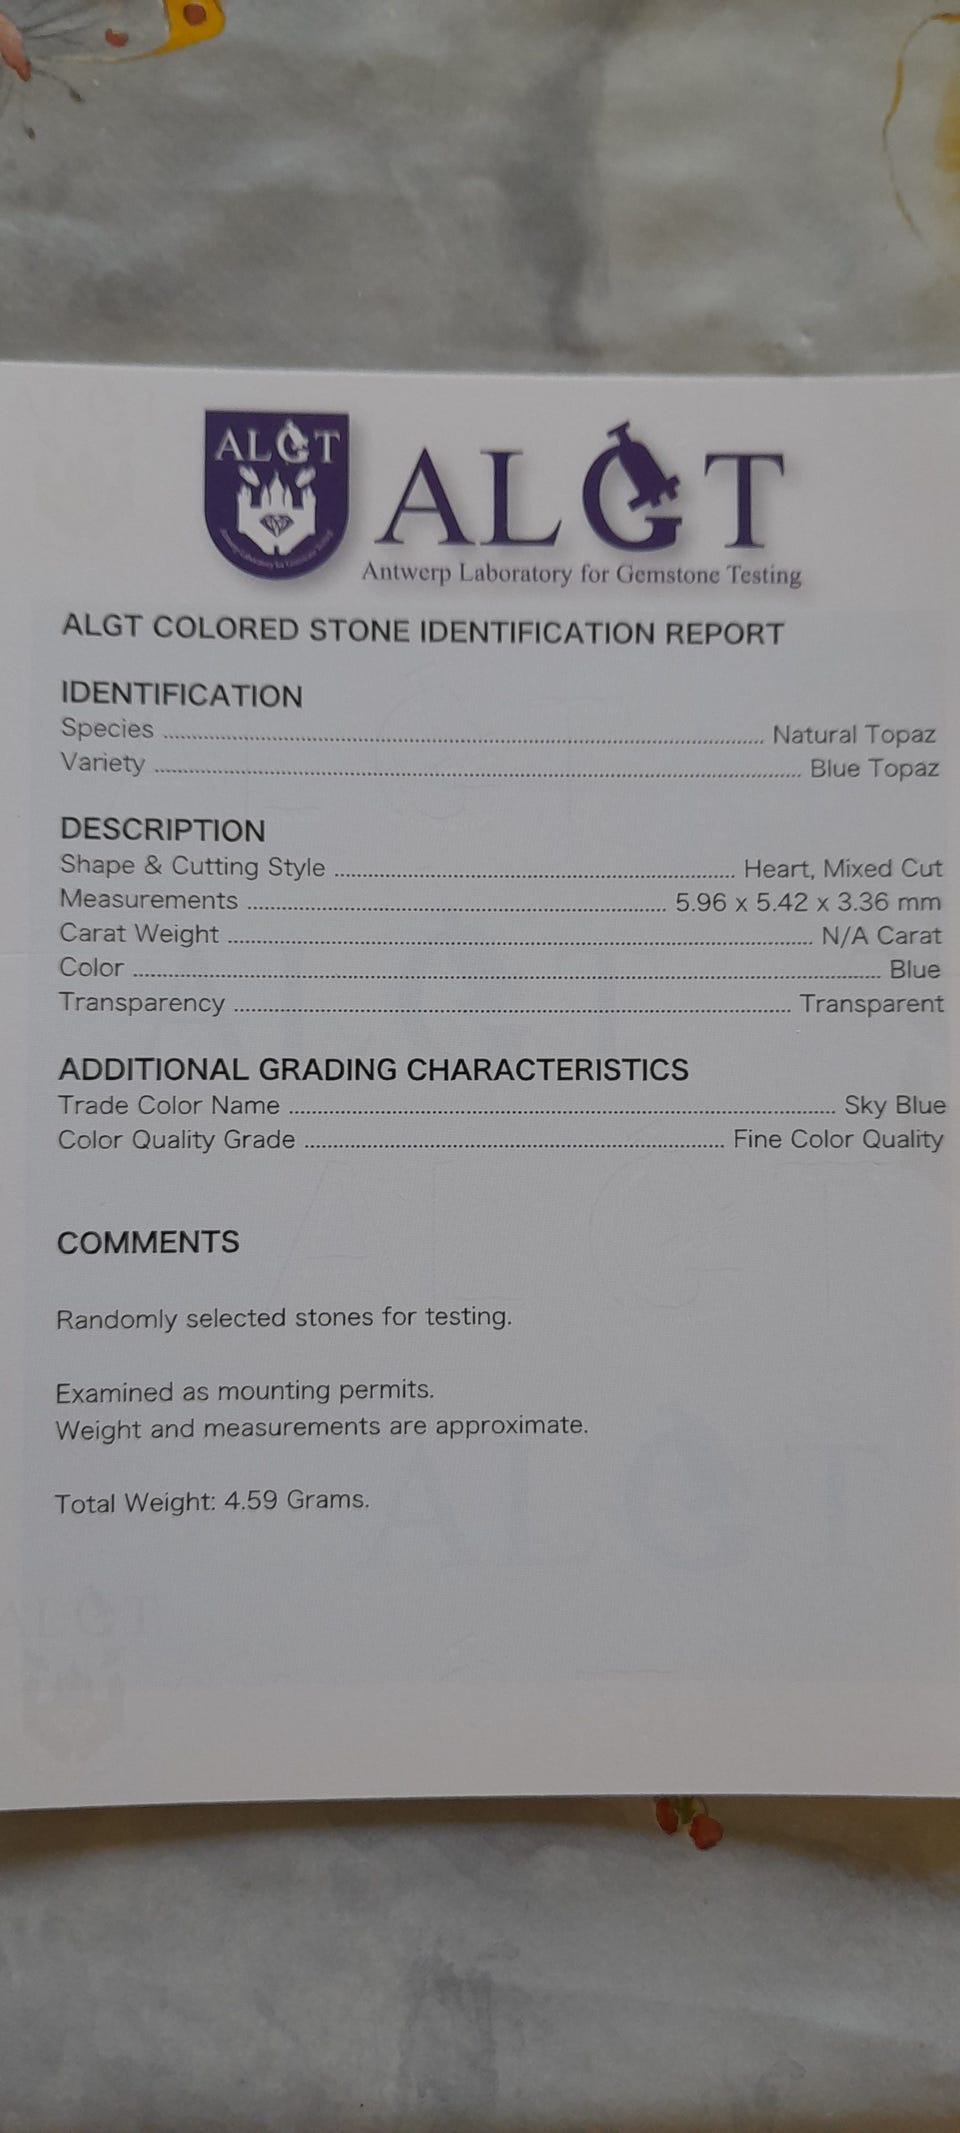 ALGT
ALGT
Antwerp Laboratory for Gemstone Testing
ALGT COLORED STONE IDENTIFICATION REPORT
IDENTIFICATION
Species ........ Natural Topaz
Variety ........ Blue Topaz
DESCRIPTION
Shape & Cutting Style ........ Heart, Mixed Cut
Measurements ........ 5.96 x 5.42 x 3.36 mm
Carat Weight ........ N/A Carat
Color ........ Blue
Transparency ........ Transparent
ADDITIONAL GRADING CHARACTERISTICS
Trade Color Name ........ Sky Blue
Color Quality Grade ........ Fine Color Quality
COMMENTS
Randomly selected stones for testing.
Examined as mounting permits.
Weight and measurements are approximate.
Total Weight: 4.59 Grams.